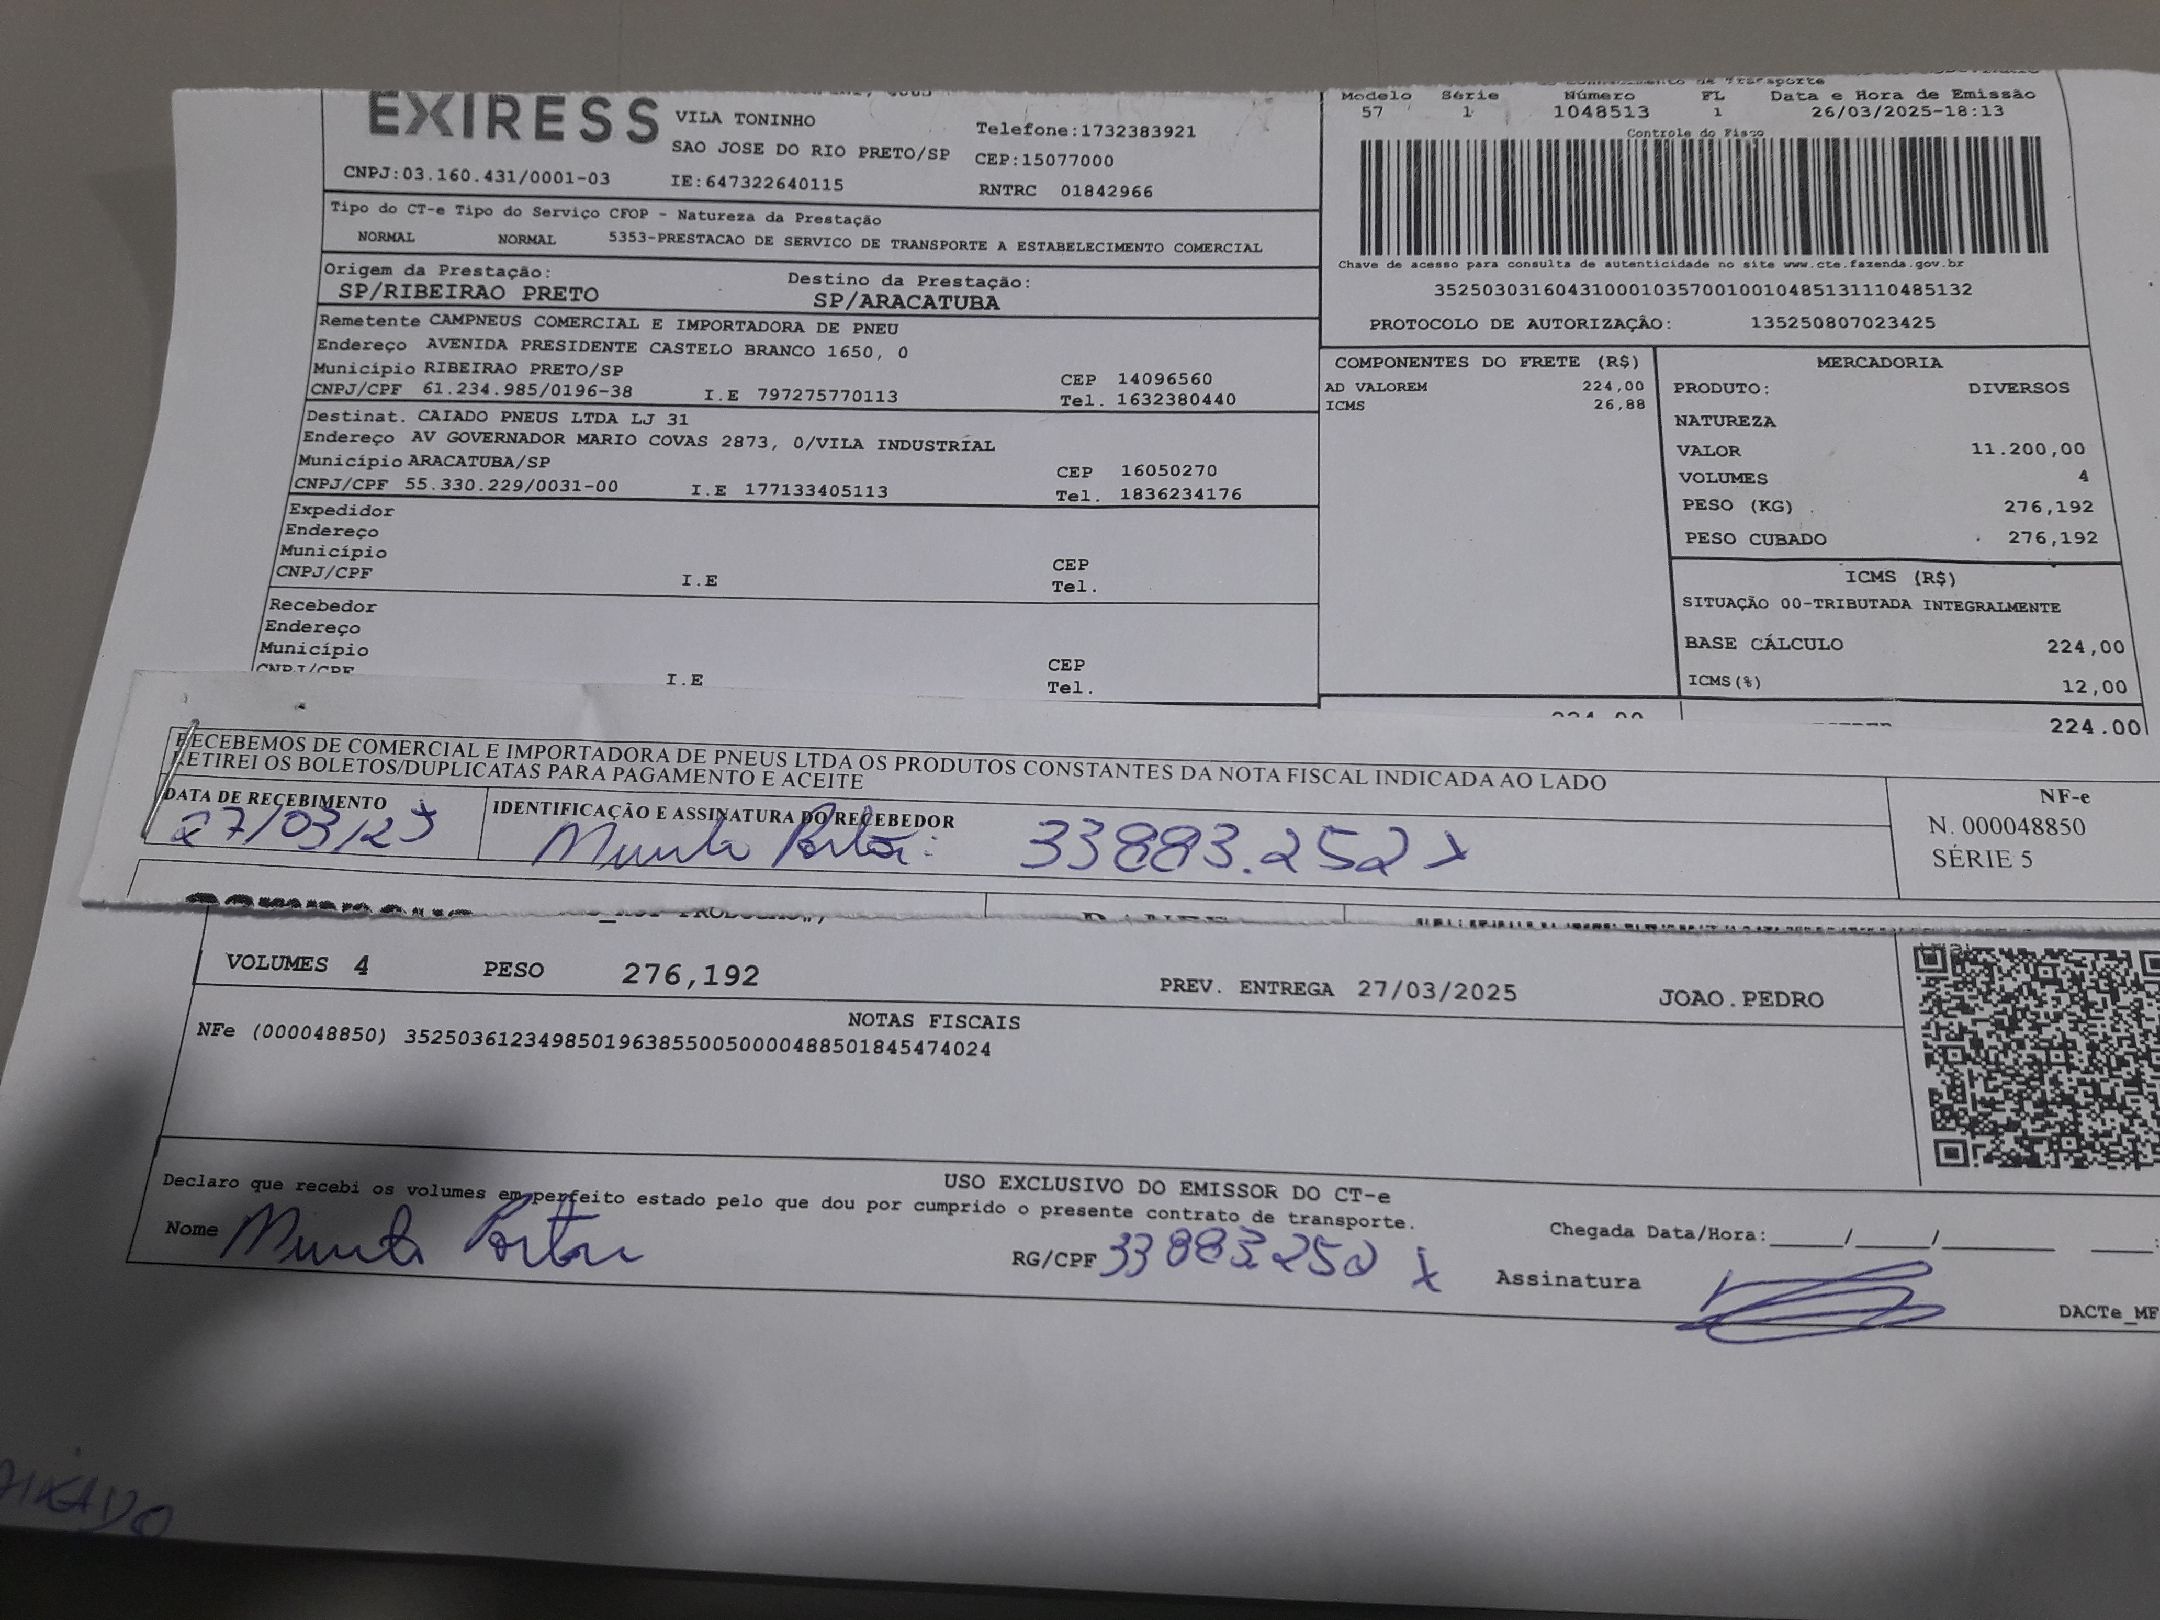 EXIRESS
VILA TONINHO
SAO JOSE DO RIO PRETO/SP
Telefone:1732383921
CEP:15077000
CNPJ:03.160.431/0001-03
IE:647322640115
RNTRC 01842966
Tipo do CT-e Tipo do Serviço CFOP - Natureza da Prestação
NORMAL NORMAL 5353-PRESTACAO DE SERVICO DE TRANSPORTE A ESTABELECIMENTO COMERCIAL
Origem da Prestação: Destino da Prestação:
SP/RIBEIRAO PRETO SP/ARACATUBA
Remetente CAMPNEUS COMERCIAL E IMPORTADORA DE PNEU
Endereço AVENIDA PRESIDENTE CASTELO BRANCO 1650, 0
Município RIBEIRAO PRETO/SP CEP 14096560
CNPJ/CPF 61.234.985/0196-38 I.E 797275770113 Tel. 1632380440
Destinat. CAIADO PNEUS LTDA LJ 31
Endereço AV GOVERNADOR MARIO COVAS 2873, 0/VILA INDUSTRIAL
Município ARACATUBA/SP CEP 16050270
CNPJ/CPF 55.330.229/0031-00 I.E 177133405113 Tel. 1836234176
Expedidor
Endereço
Município CEP
CNPJ/CPF I.E Tel.
Recebedor
Endereço
Município CEP
CNPJ/CPF I.E Tel.
Modelo Série Número FL Data e Hora de Emissão
57 1 1048513 1 26/03/2025-18:13
Controle do Fisco
Chave de acesso para consulta de autenticidade no site www.cte.fazenda.gov.br
35250303160431000103570010010485131110485132
PROTOCOLO DE AUTORIZAÇÂO: 135250807023425
COMPONENTES DO FRETE (R$)
AD VALOREM 224,00
ICMS 26,88
MERCADORIA
PRODUTO: DIVERSOS
NATUREZA
VALOR 11.200,00
VOLUMES 4
PESO (KG) 276,192
PESO CUBADO 276,192
ICMS (R$)
SITUAÇÃO 00-TRIBUTADA INTEGRALMENTE
BASE CÁLCULO 224,00
ICMS(%) 12,00
224.00
RECEBEMOS DE COMERCIAL E IMPORTADORA DE PNEUS LTDA OS PRODUTOS CONSTANTES DA NOTA FISCAL INDICADA AO LADO
RETIREI OS BOLETOS/DUPLICATAS PARA PAGAMENTO E ACEITE
DATA DE RECEBIMENTO IDENTIFICAÇÃO E ASSINATURA DO RECEBEDOR
27/03/25 33883.252 X
NF-e
N. 000048850
SÉRIE 5
VOLUMES 4 PESO 276,192 PREV. ENTREGA 27/03/2025 JOAO.PEDRO
NOTAS FISCAIS
NFe (000048850) 35250361234985019638550050000488501845474024
USO EXCLUSIVO DO EMISSOR DO CT-e
Declaro que recebi os volumes em perfeito estado pelo que dou por cumprido o presente contrato de transporte.
Nome RG/CPF 33883252 X
Chegada Data/Hora:____/____/______ ___:
Assinatura
DACTe_MF